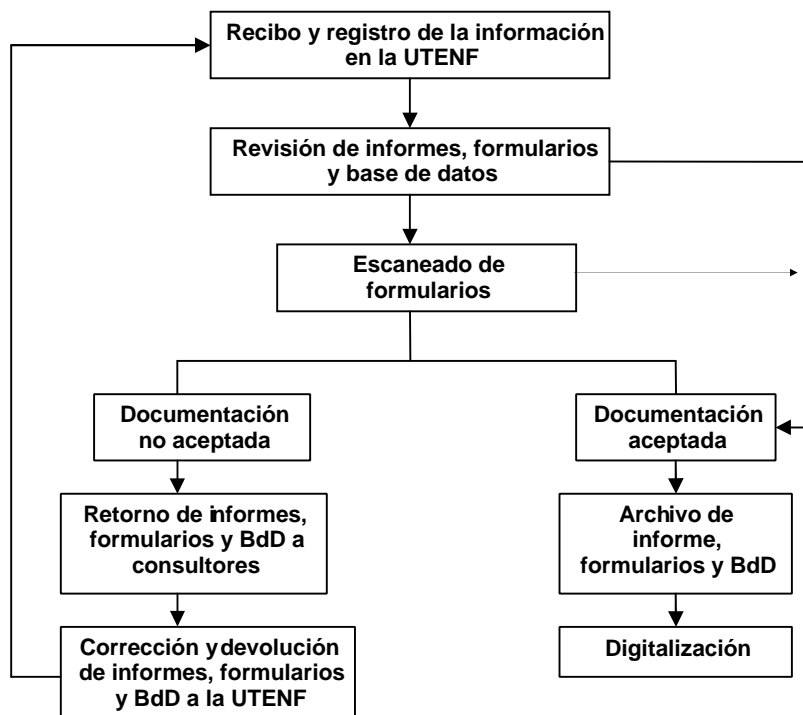 Recibo y registro de la información
en la UTENF
Revisión de informes, formularios
y base de datos
Escaneado de
formularios
Documentación
no aceptada
Documentación
aceptada
Retorno de informes,
formularios y BdD a
consultores
Archivo de
informe,
formularios y BdD
Corrección y devolución
de informes, formularios
y BdD a la UTENF
Digitalización